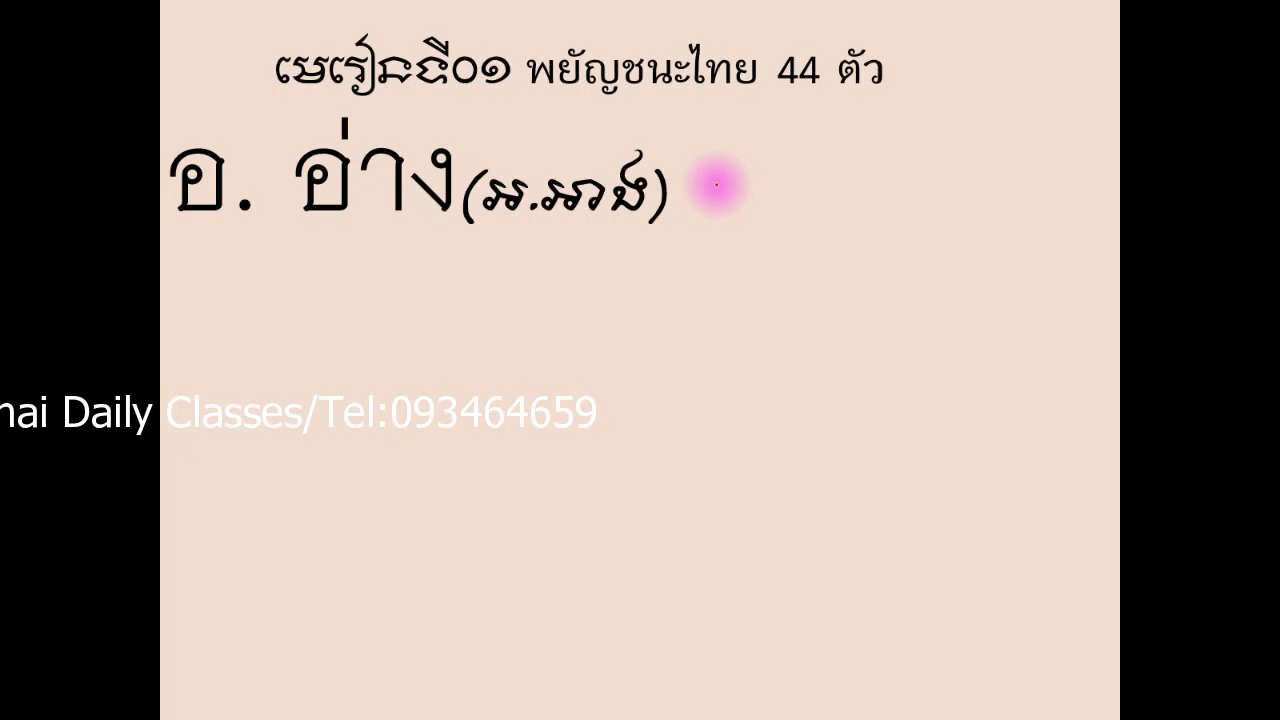 មេរៀនទី០១ พยัญชนะไทย 44 ตัว
อ. อ่าง(អ.អាង)
hai Daily Classes/Tel:093464659